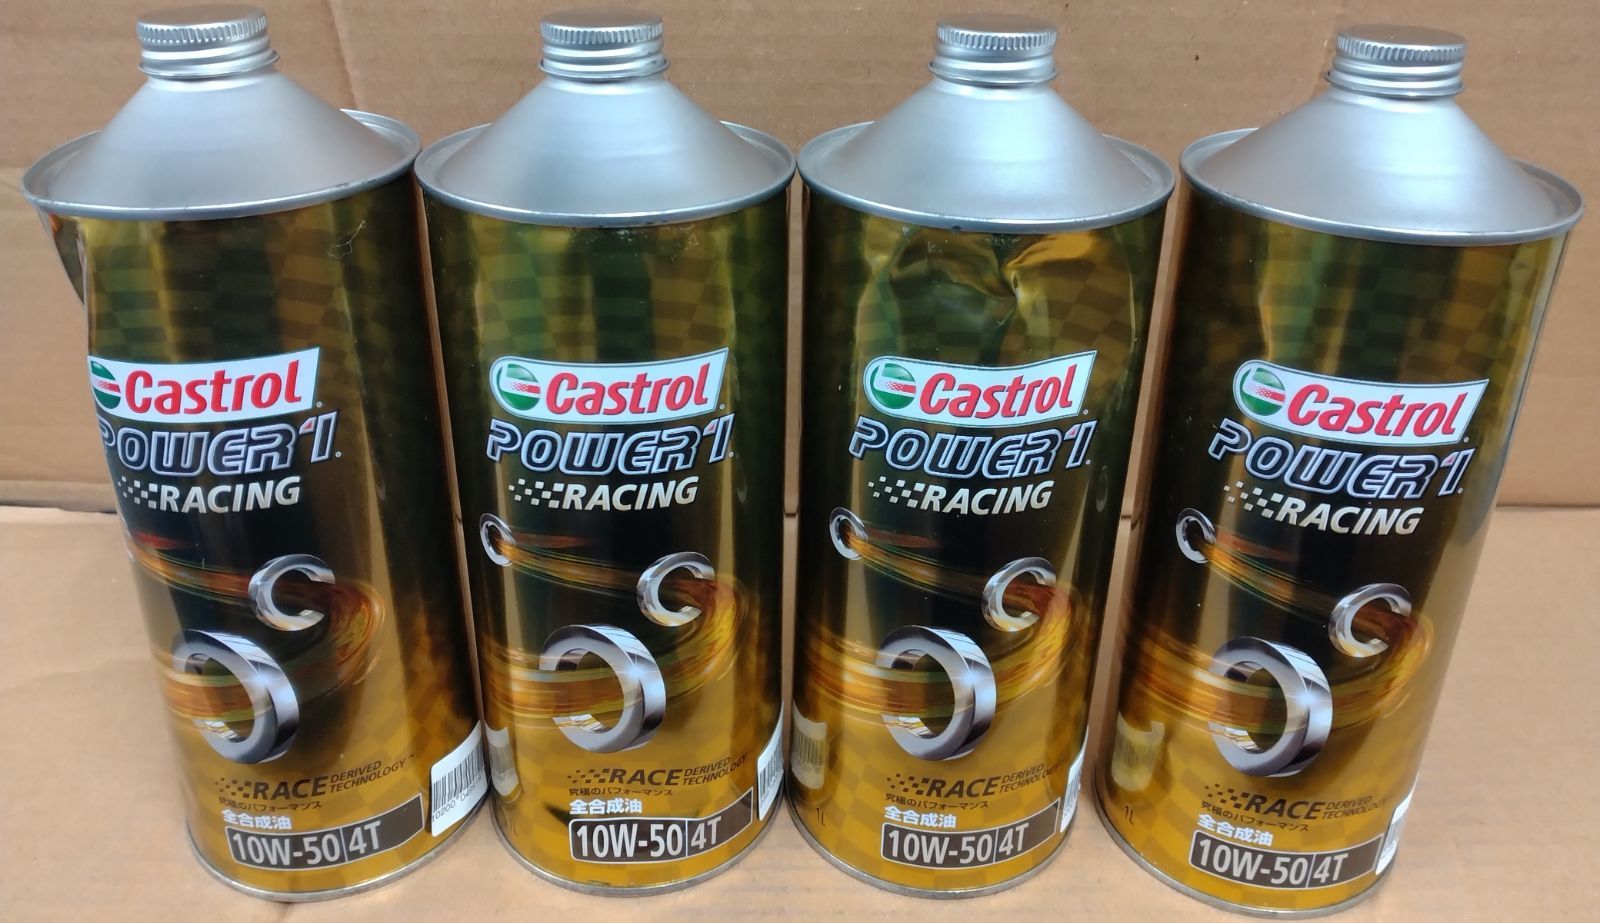 Castrol
POWER1
RACING
RACE DERIVED TECHNOLOGY™
究極のパフォーマンス
全合成油
10W-50 4T
Castrol
POWER1
RACING
RACE DERIVED TECHNOLOGY
究極のパフォーマンス
全合成油
10W-50 4T
1L
Castrol
POWER1
RACING
RACE DERIVED TECHNOLOGY
究極のパフォーマンス
全合成油
10W-50 4T
1L
Castrol
POWER1
RACING
RACE DERIVED TECHNOLOGY
究極のパフォーマンス
全合成油
10W-50 4T
1L